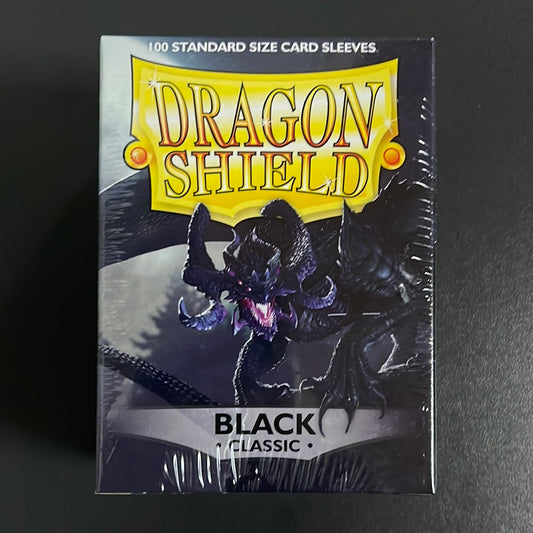 100 STANDARD SIZE CARD SLEEVES
DRAGON
SHIELD
BLACK
• CLASSIC •